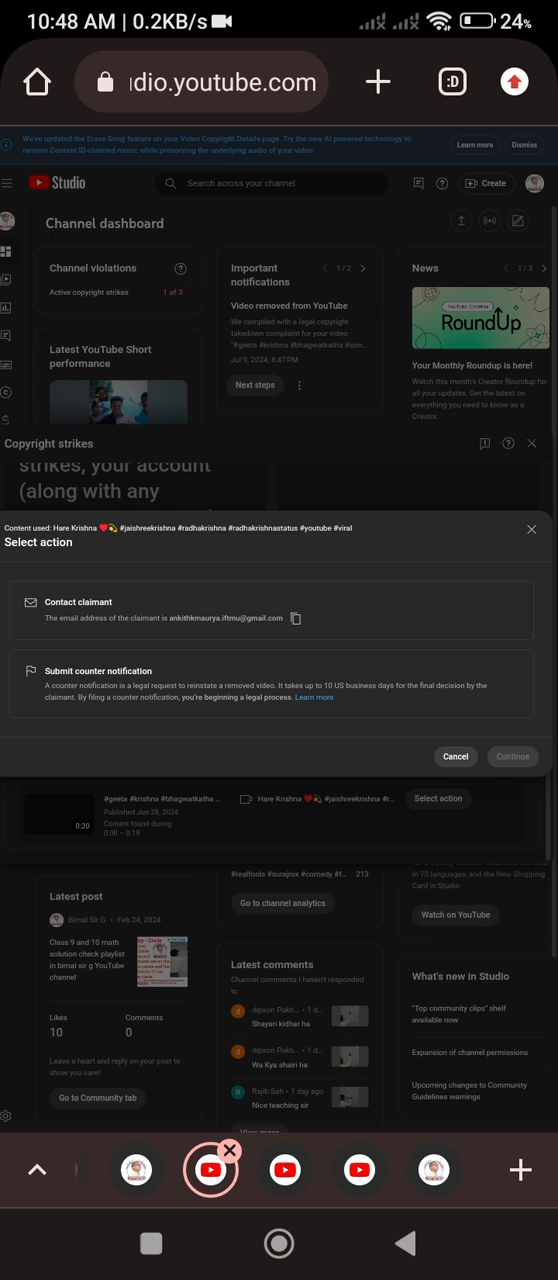 10:48 AM | 0.2KB/s
24%
dio.youtube.com
:D
We've updated the Erase Song feature on your Video Copyright Details page. Try the new AI powered technology to
remove Content ID-claimed music while preserving the underlying audio of your video.
Learn more
Dismiss
Studio
Search across your channel
Create
Channel dashboard
Channel violations
Active copyright strikes 1 of 3
Latest YouTube Short
performance
Important
notifications
1 / 2
Video removed from YouTube
We complied with a legal copyright
takedown complaint for your video
"#geeta #krishna #bhagwatkatha #son...
Jul 9, 2024, 8:47 PM
Next steps
News
1 / 3
YouTube Creator
RoundUp
Your Monthly Roundup is here!
Watch this month's Creator Roundup for
all your updates. Get the latest on
everything you need to know as a
Creator.
Copyright strikes
strikes, your account
(along with any
Content used: Hare Krishna ❤️💫 #jaishreekrishna #radhakrishna #radhakrishnastatus #youtube #viral
Select action
Contact claimant
The email address of the claimant is ankithkmaurya.iftmu@gmail.com
Submit counter notification
A counter notification is a legal request to reinstate a removed video. It takes up to 10 US business days for the final decision by the
claimant. By filing a counter notification, you're beginning a legal process. Learn more
Cancel
Continue
0:20
#geeta #krishna #bhagwatkatha ...
Published Jun 28, 2024
Content found during:
0:00 – 0:19
Hare Krishna ❤️💫 #jaishreekrishna #r...
Select action
Latest post
Bimal Sir G • Feb 24, 2024
Class 9 and 10 math
solution check playlist
in bimal sir g YouTube
channel
Likes
Comments
10
0
Leave a heart and reply on your post to
show you care!
Go to Community tab
#realfools #surajrox #comedy #f... 213
Go to channel analytics
Latest comments
Channel comments I haven't responded
to
dipson Pokh... • 1 d...
Shayari kidhar ha
dipson Pokh... • 1 d...
Wa Kya shairi ha
Rajib Sah • 1 day ago
Nice teaching sir
View more
in 75 languages, and the New Shopping
Card in Studio
Watch on YouTube
What's new in Studio
"Top community clips" shelf
available now
Expansion of channel permissions
Upcoming changes to Community
Guidelines warnings